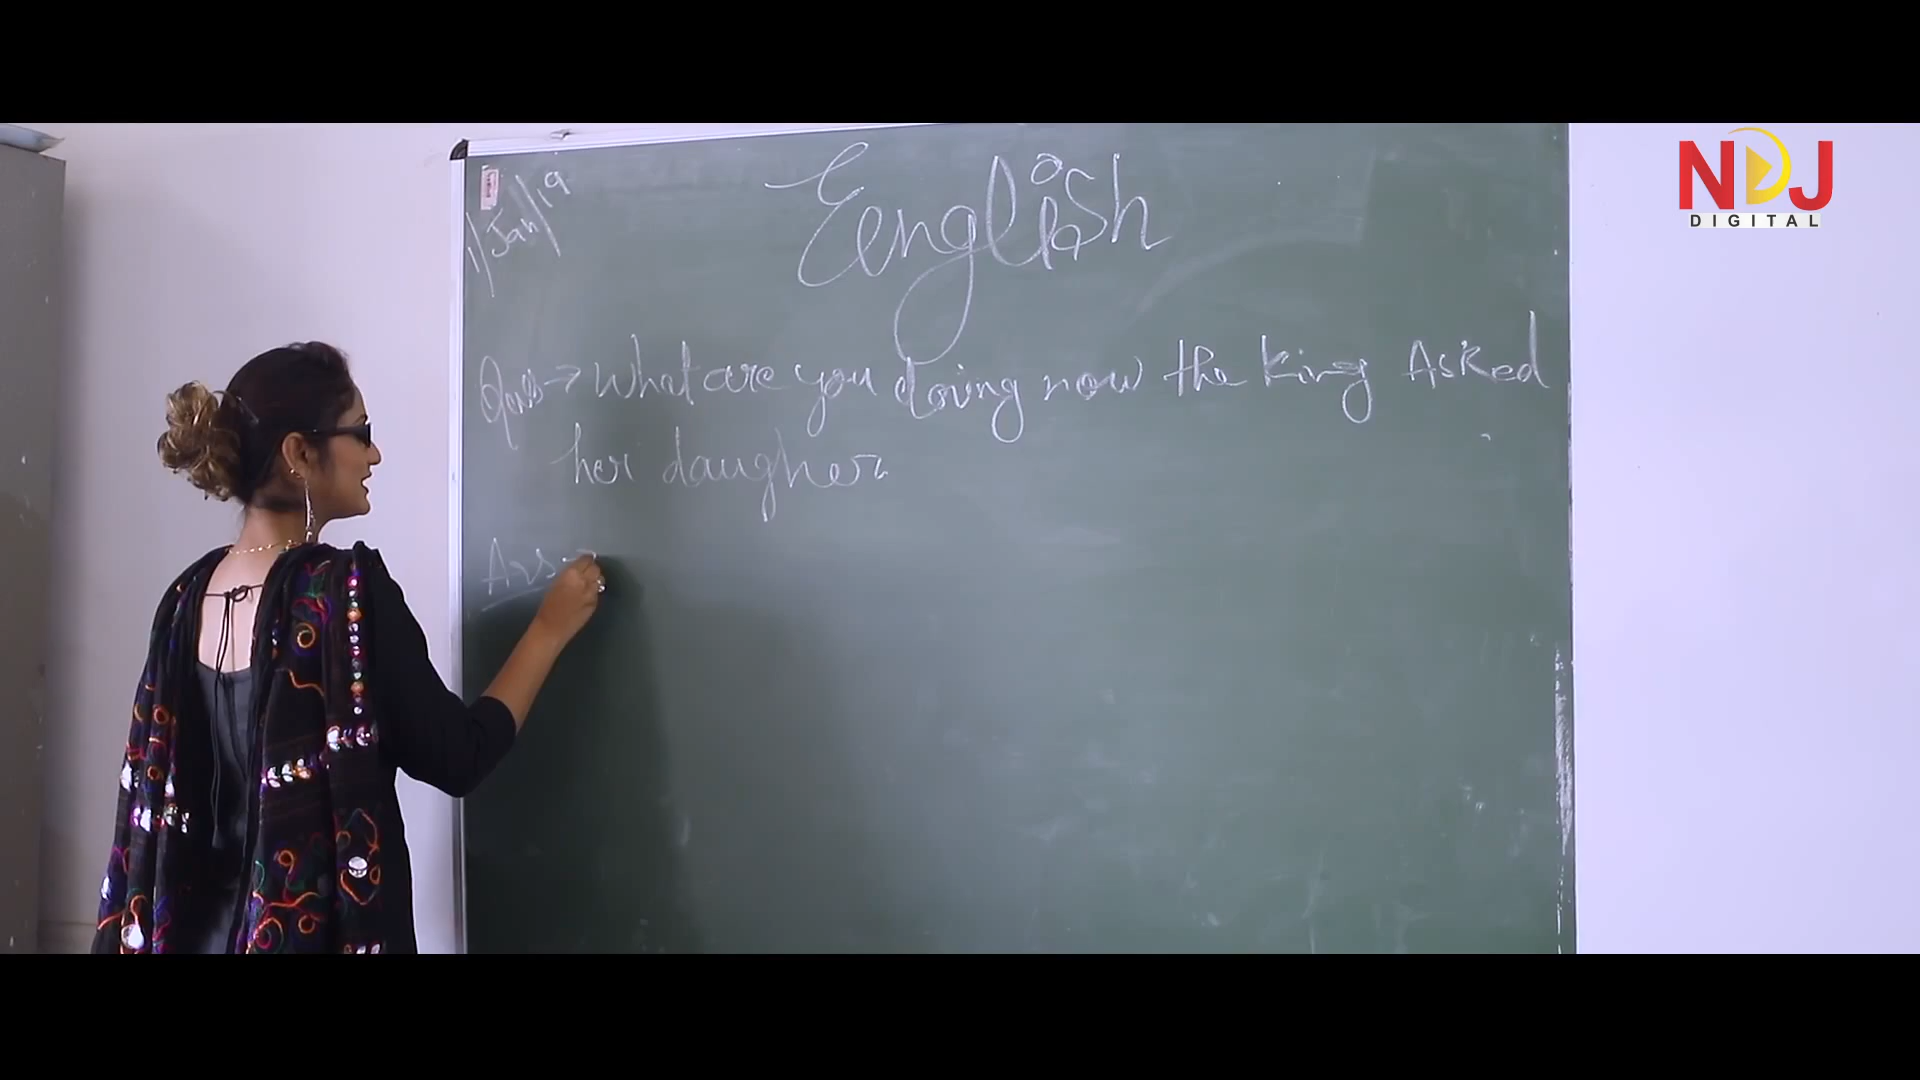 1/Jan/19
Eenglish
Ques→ What are you doing now the king Asked
her daugher
Ans→
NDJ
DIGITAL